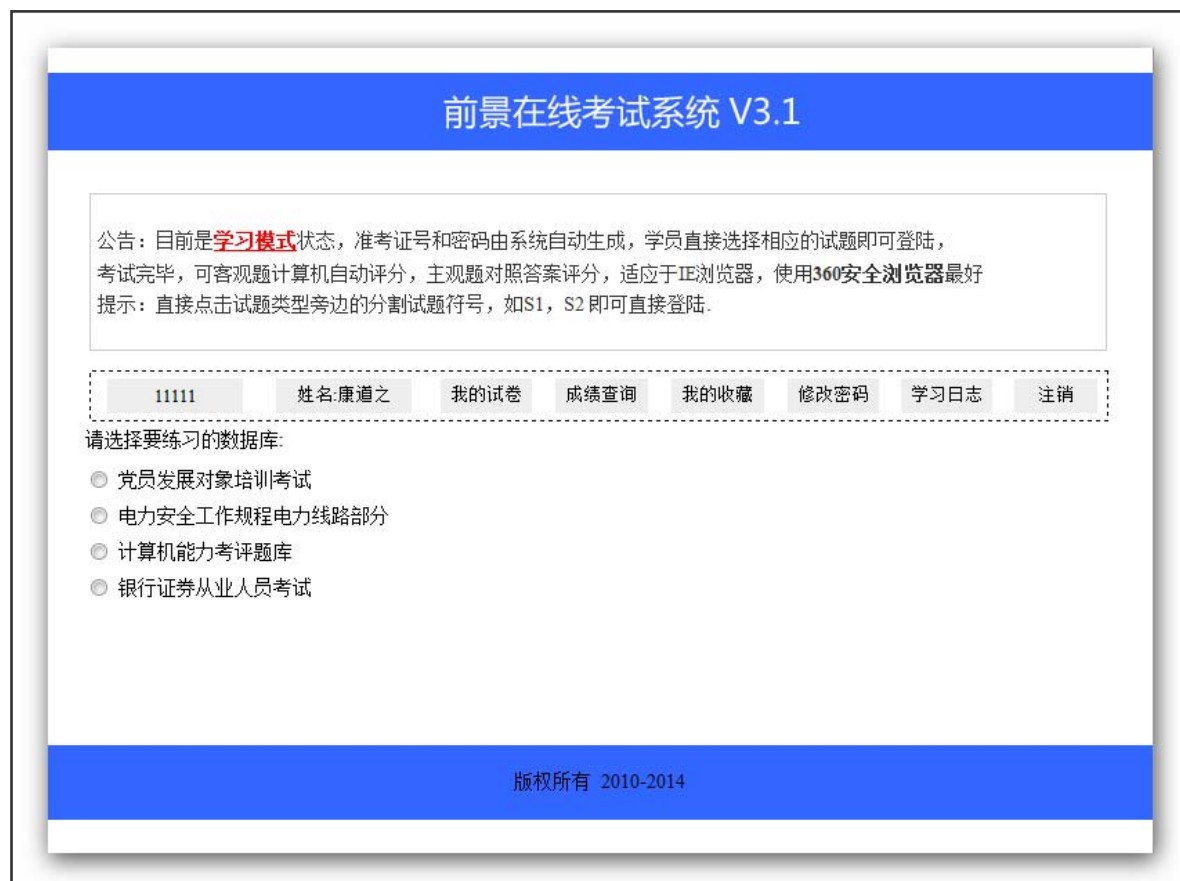 前景在线考试系统 V3.1
公告：目前是学习模式状态，准考证号和密码由系统自动生成，学员直接选择相应的试题即可登陆，
考试完毕，可客观题计算机自动评分，主观题对照答案评分，适应于IE浏览器，使用360安全浏览器最好
提示：直接点击试题类型旁边的分割试题符号，如S1，S2 即可直接登陆.
11111 姓名:康道之 我的试卷 成绩查询 我的收藏 修改密码 学习日志 注销
请选择要练习的数据库:
党员发展对象培训考试
电力安全工作规程电力线路部分
计算机能力考评题库
银行证券从业人员考试
版权所有 2010-2014